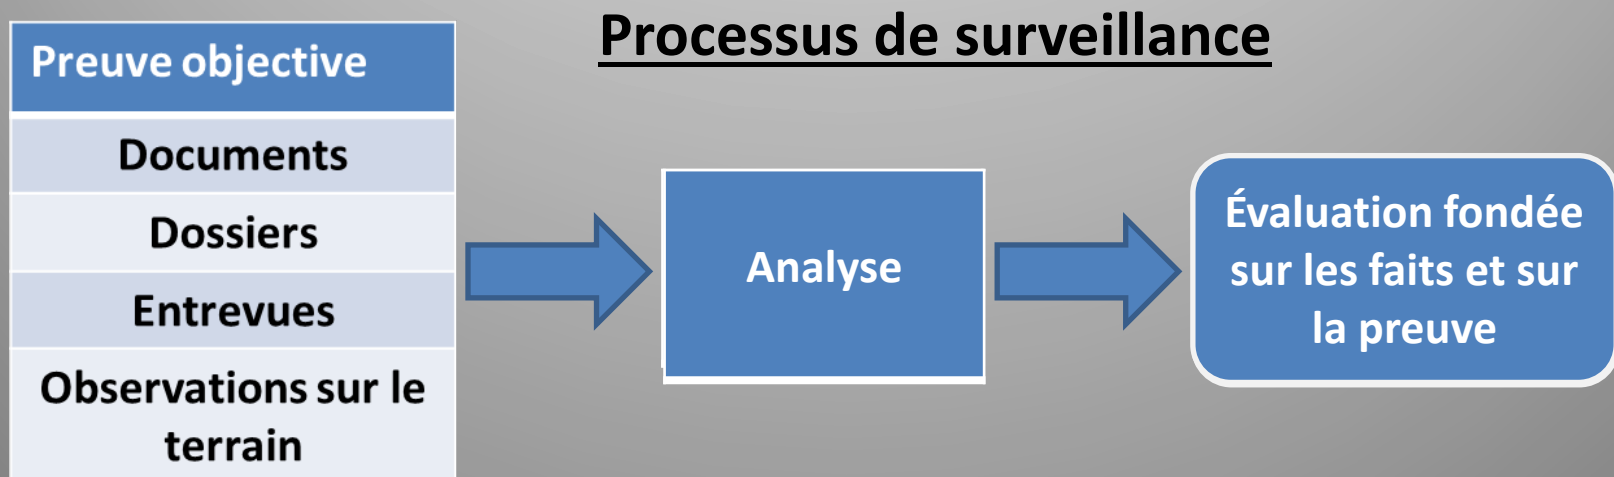 Processus de surveillance
Preuve objective
Documents
Dossiers
Entrevues
Observations sur le
terrain
Analyse
Évaluation fondée
sur les faits et sur
la preuve